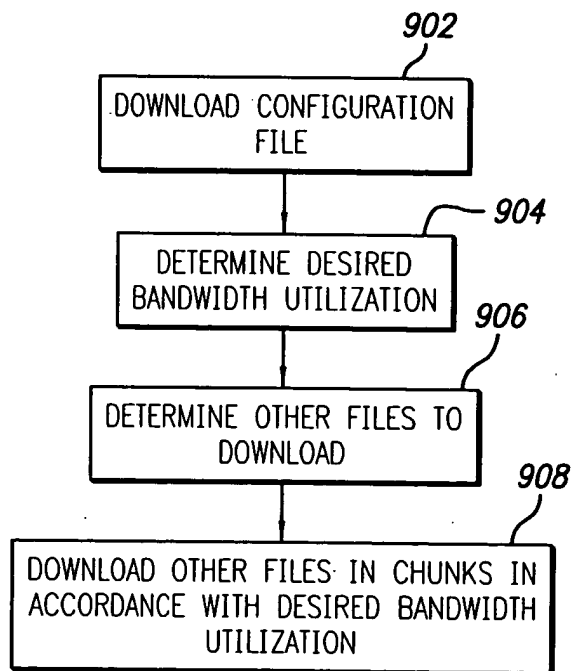 902
DOWNLOAD CONFIGURATION
FILE
904
DETERMINE DESIRED
BANDWIDTH UTILIZATION
906
DETERMINE OTHER FILES TO
DOWNLOAD
908
DOWNLOAD OTHER FILES IN CHUNKS IN
ACCORDANCE WITH DESIRED BANDWIDTH
UTILIZATION